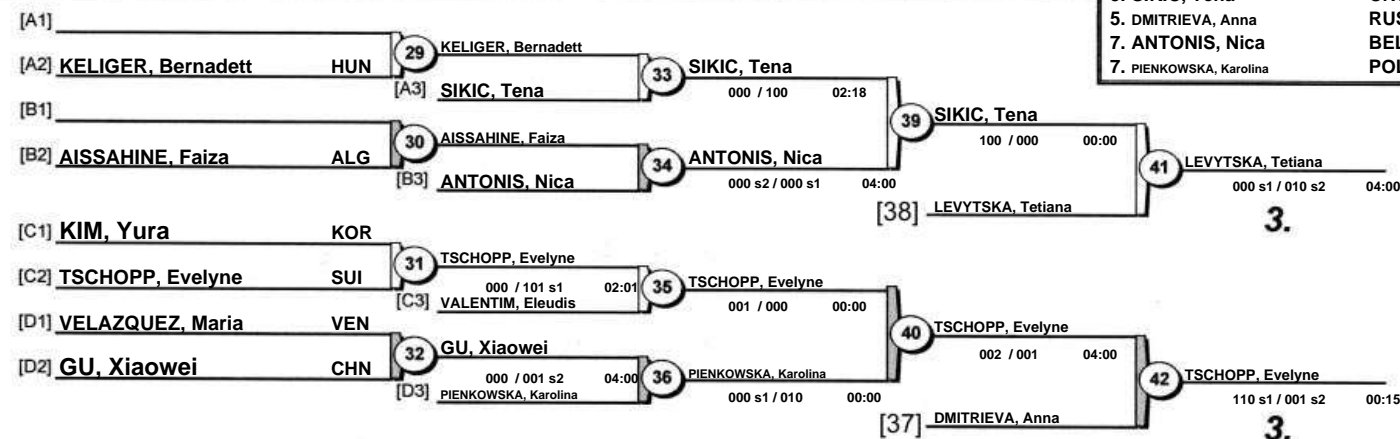 5. DMITRIEVA, Anna RUS
7. ANTONIS, Nica BEL
7. PIENKOWSKA, Karolina POL
[A1]
[A2] KELIGER, Bernadett HUN
29
KELIGER, Bernadett
[A3] SIKIC, Tena
33
SIKIC, Tena
000 / 100 02:18
[B1]
[B2] AISSAHINE, Faiza ALG
30
AISSAHINE, Faiza
[B3] ANTONIS, Nica
34
ANTONIS, Nica
000 s2 / 000 s1 04:00
39
SIKIC, Tena
100 / 000 00:00
[38] LEVYTSKA, Tetiana
41
LEVYTSKA, Tetiana
000 s1 / 010 s2 04:00
3.
[C1] KIM, Yura KOR
[C2] TSCHOPP, Evelyne SUI
31
TSCHOPP, Evelyne
000 / 101 s1 02:01
[C3] VALENTIM, Eleudis
35
TSCHOPP, Evelyne
001 / 000 00:00
[D1] VELAZQUEZ, Maria VEN
[D2] GU, Xiaowei CHN
32
GU, Xiaowei
000 / 001 s2 04:00
[D3] PIENKOWSKA, Karolina
36
PIENKOWSKA, Karolina
000 s1 / 010 00:00
40
TSCHOPP, Evelyne
002 / 001 04:00
[37] DMITRIEVA, Anna
42
TSCHOPP, Evelyne
110 s1 / 001 s2 00:15
3.